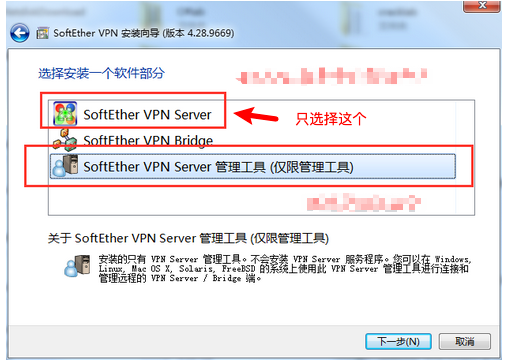 SoftEther VPN 安装向导 (版本 4.28.9669)
选择安装一个软件部分
SoftEther VPN Server
只选择这个
SoftEther VPN Bridge
SoftEther VPN Server 管理工具 (仅限管理工具)
关于 SoftEther VPN Server 管理工具 (仅限管理工具)
安装的只有 VPN Server 管理工具。不会安装 VPN Server 服务程序。您可以在 Windows,
Linux, Mac OS X, Solaris, FreeBSD 的系统上使用此 VPN Server 管理工具进行连接和
管理远程的 VPN Server / Bridge 端。
下一步(N)
取消